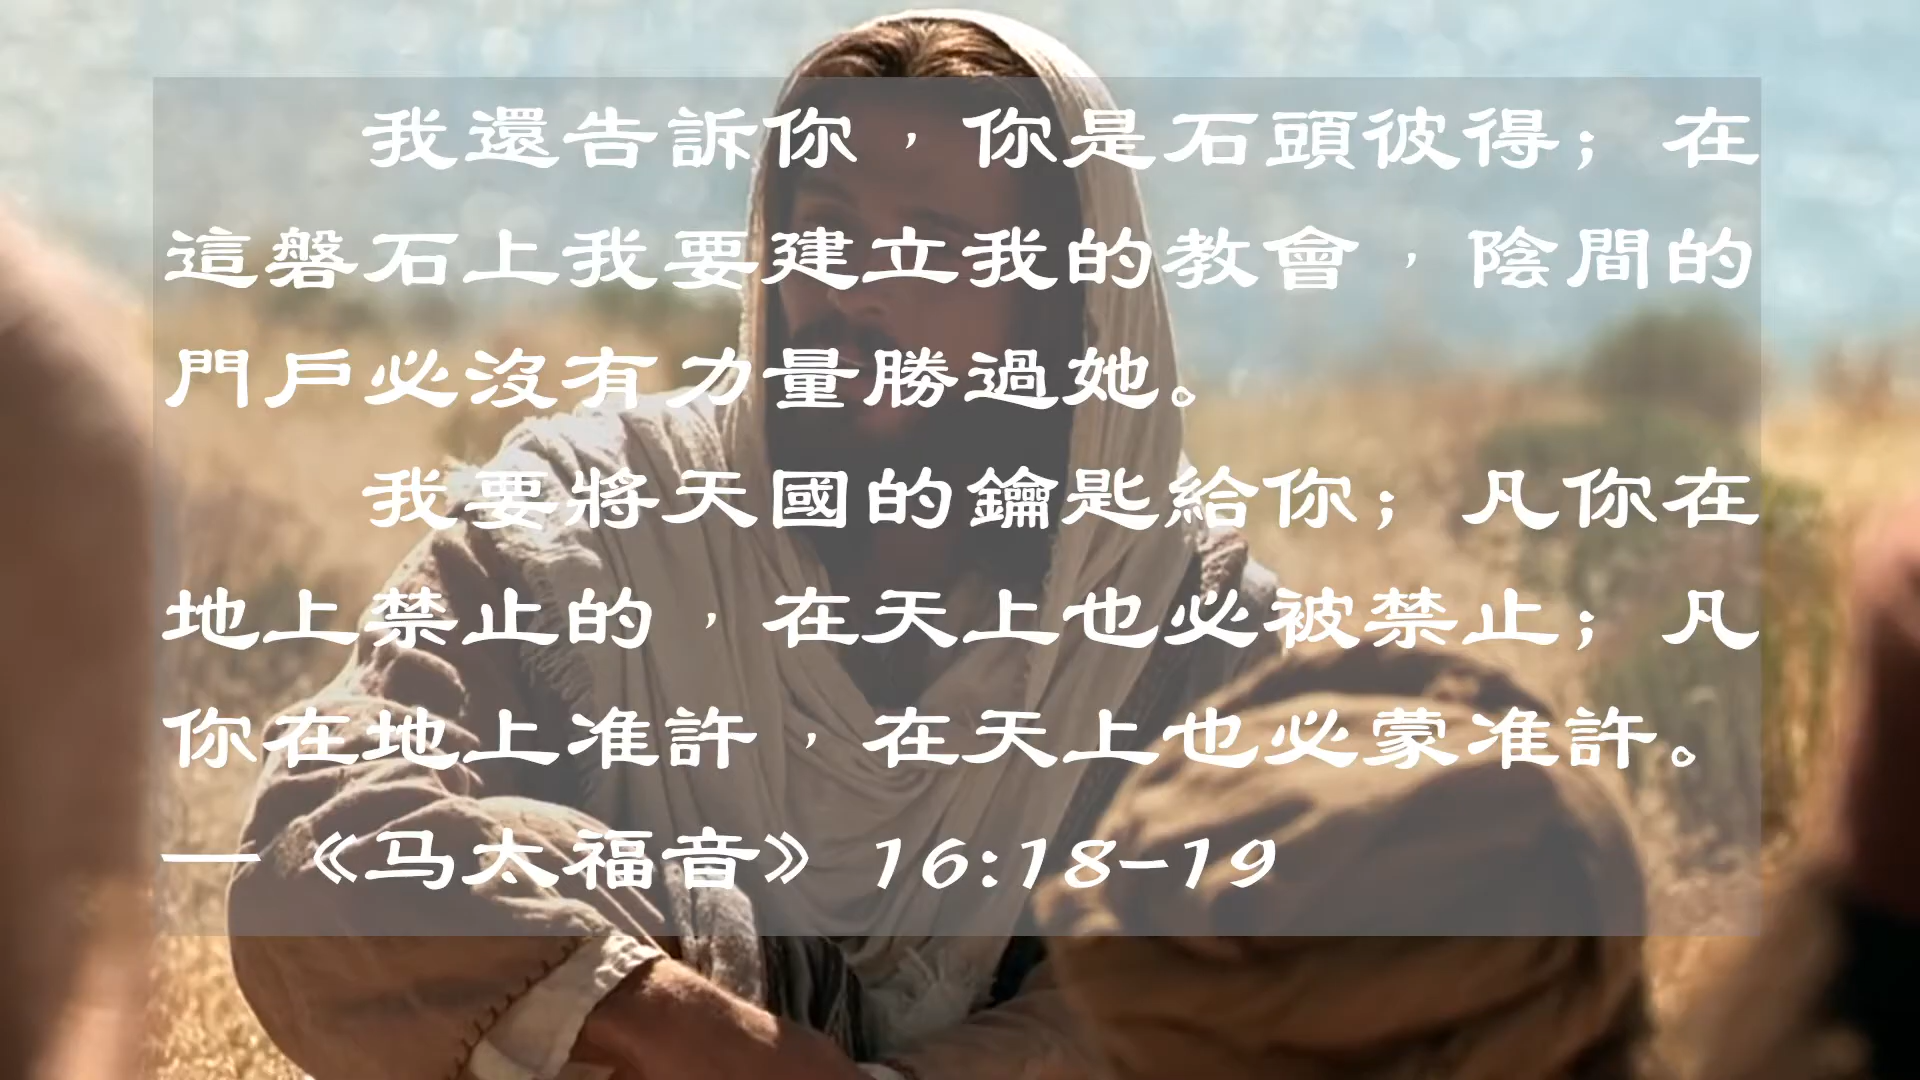 我還告訴你，你是石頭彼得；在
這磐石上我要建立我的教會，陰間的
門戶必沒有力量勝過她。
我要將天國的鑰匙給你；凡你在
地上禁止的，在天上也必被禁止；凡
你在地上准許，在天上也必蒙准許。
—《马太福音》16:18-19